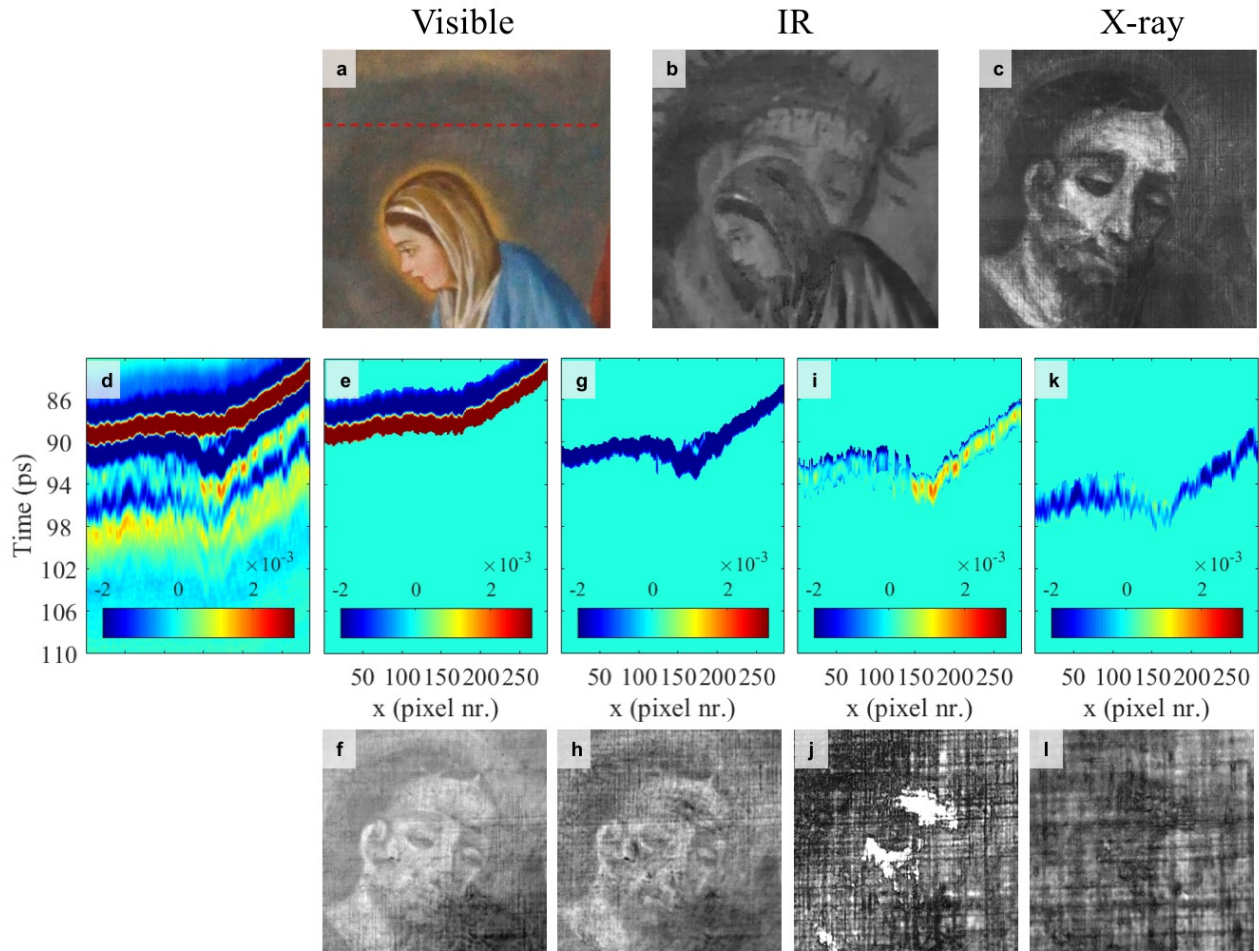 Visible IR X-ray
a b c
d e g i k
86
90
94
98
102
106
110
Time (ps)
×10-3 ×10-3 ×10-3 ×10-3 ×10-3
-2 0 2 -2 0 2 -2 0 2 -2 0 2 -2 0 2
50 100 150 200 250 50 100 150 200 250 50 100 150 200 250 50 100 150 200 250
x (pixel nr.) x (pixel nr.) x (pixel nr.) x (pixel nr.)
f h j l